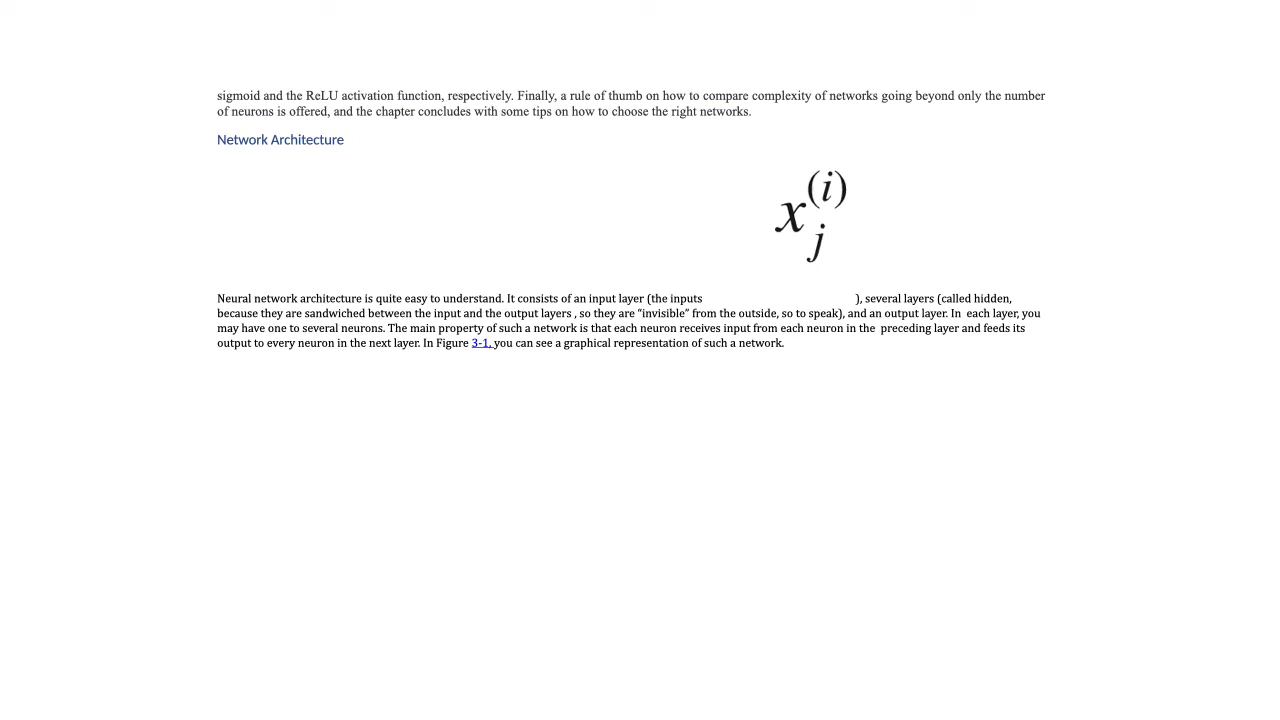 sigmoid and the ReLU activation function, respectively. Finally, a rule of thumb on how to compare complexity of networks going beyond only the number
of neurons is offered, and the chapter concludes with some tips on how to choose the right networks.
Network Architecture
x_j^(i)
Neural network architecture is quite easy to understand. It consists of an input layer (the inputs ), several layers (called hidden,
because they are sandwiched between the input and the output layers , so they are “invisible” from the outside, so to speak), and an output layer. In each layer, you
may have one to several neurons. The main property of such a network is that each neuron receives input from each neuron in the preceding layer and feeds its
output to every neuron in the next layer. In Figure 3-1, you can see a graphical representation of such a network.